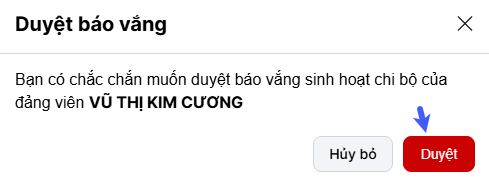 Duyệt báo vắng
Bạn có chắc chắn muốn duyệt báo vắng sinh hoạt chi bộ của
đảng viên VŨ THỊ KIM CƯƠNG
Hủy bỏ
Duyệt